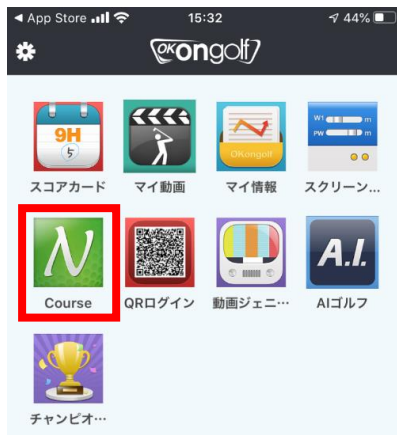 ◀ App Store 15:32 44%
OKongolf
9H
5
OKongolf
W1 m
PW m
スコアカード マイ動画 マイ情報 スクリーン...
N
A.I.
Course QRログイン 動画ジェニ… AIゴルフ
チャンピオ…